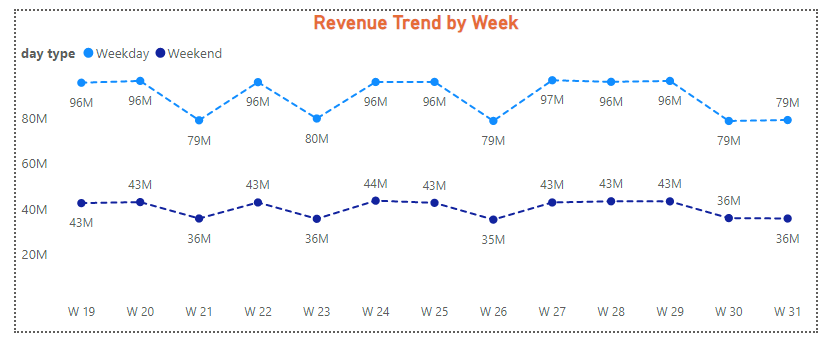 Revenue Trend by Week
day type Weekday Weekend
96M 96M 79M 96M 80M 96M 96M 79M 97M 96M 96M 79M 79M
80M
60M
43M 43M 36M 43M 36M 44M 43M 35M 43M 43M 43M 36M 36M
40M
20M
W 19 W 20 W 21 W 22 W 23 W 24 W 25 W 26 W 27 W 28 W 29 W 30 W 31